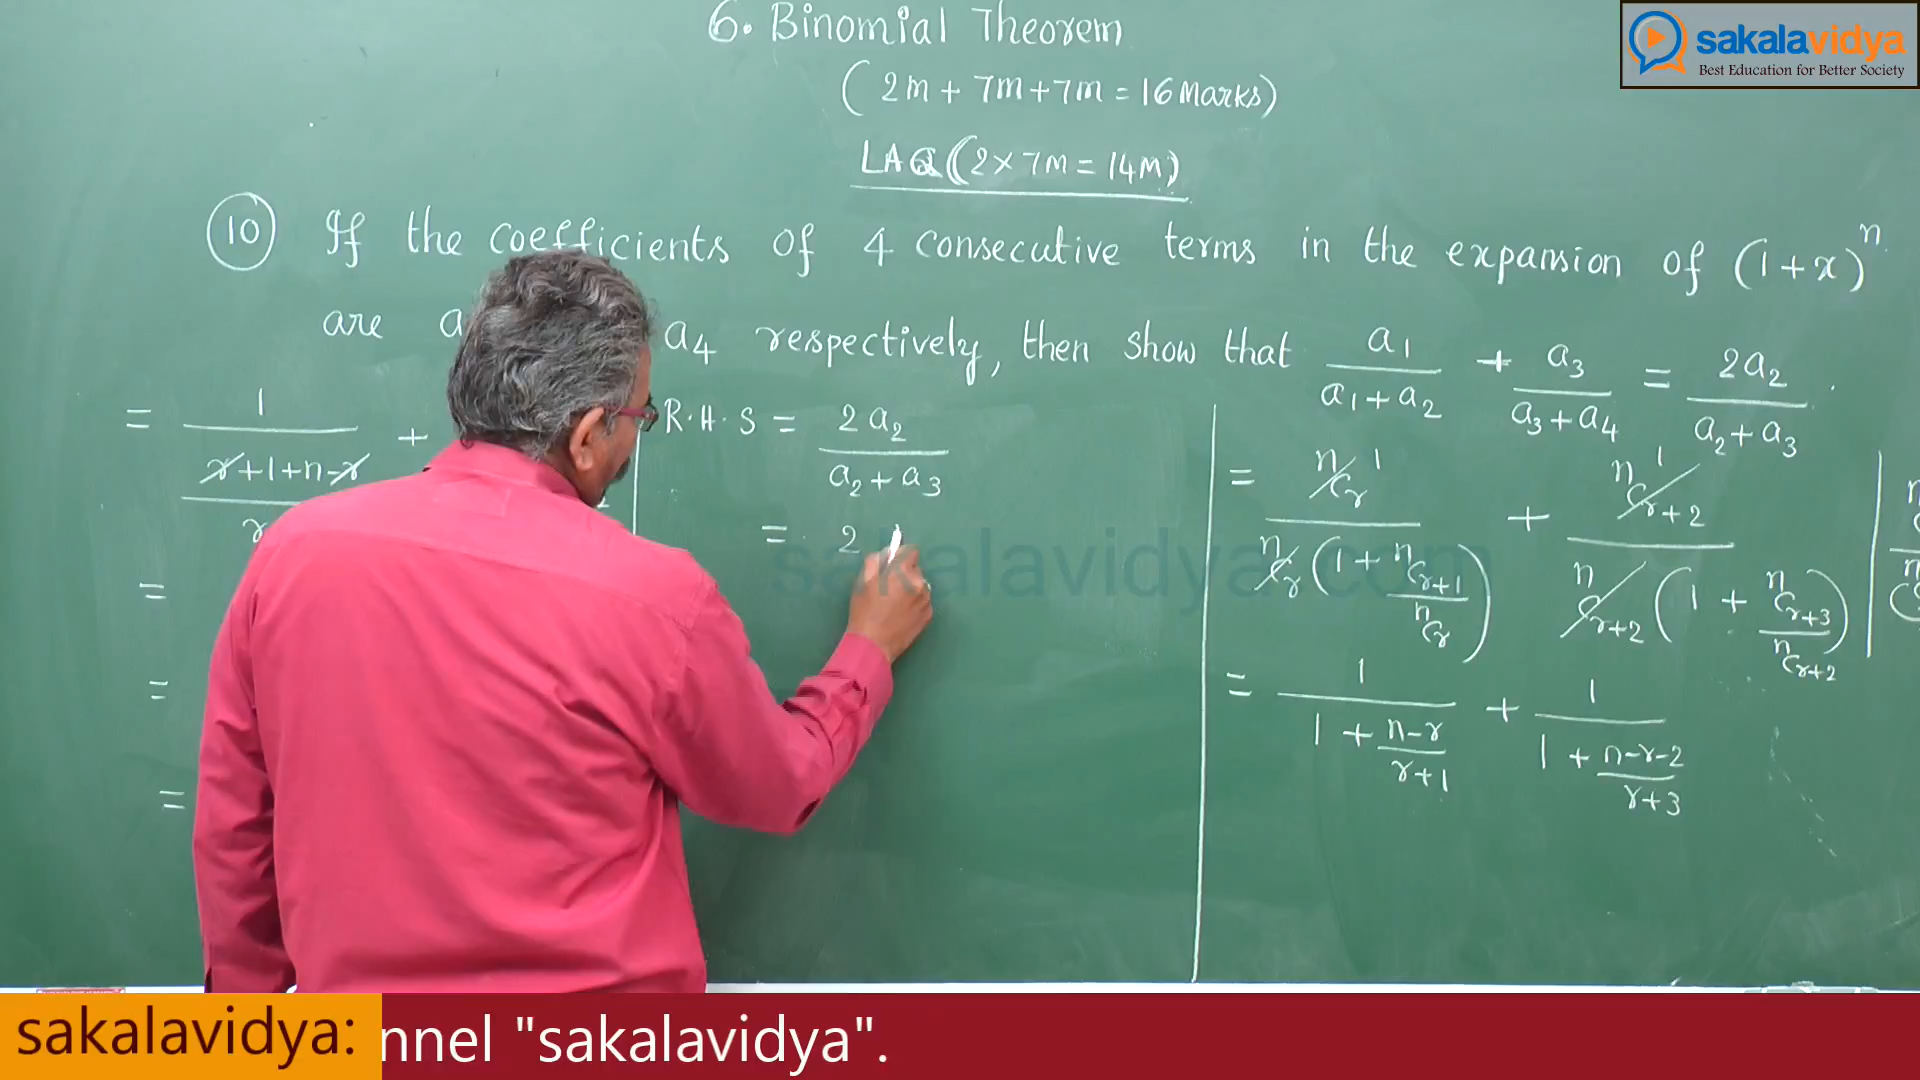 6. Binomial Theorem
(2m + 7m + 7m = 16 Marks)
LAQ (2 × 7M = 14M)
10 If the coefficients of 4 consecutive terms in the expansion of (1+x)^n
are a a4 respectively, then show that a1/(a1+a2) + a3/(a3+a4) = 2a2/(a2+a3).
= 1/((r+1+n-r)/r +
=
=
=
R.H.S = 2a2/(a2+a3)
= 2
= nCr/(nCr(1 + nCr+1/nCr)) + nCr+2/(nCr+2(1 + nCr+3/nCr+2))
= 1/(1 + (n-r)/(r+1)) + 1/(1 + (n-r-2)/(r+3))
sakalavidya
Best Education for Better Society
sakalavidya.com
sakalavidya: nnel "sakalavidya".